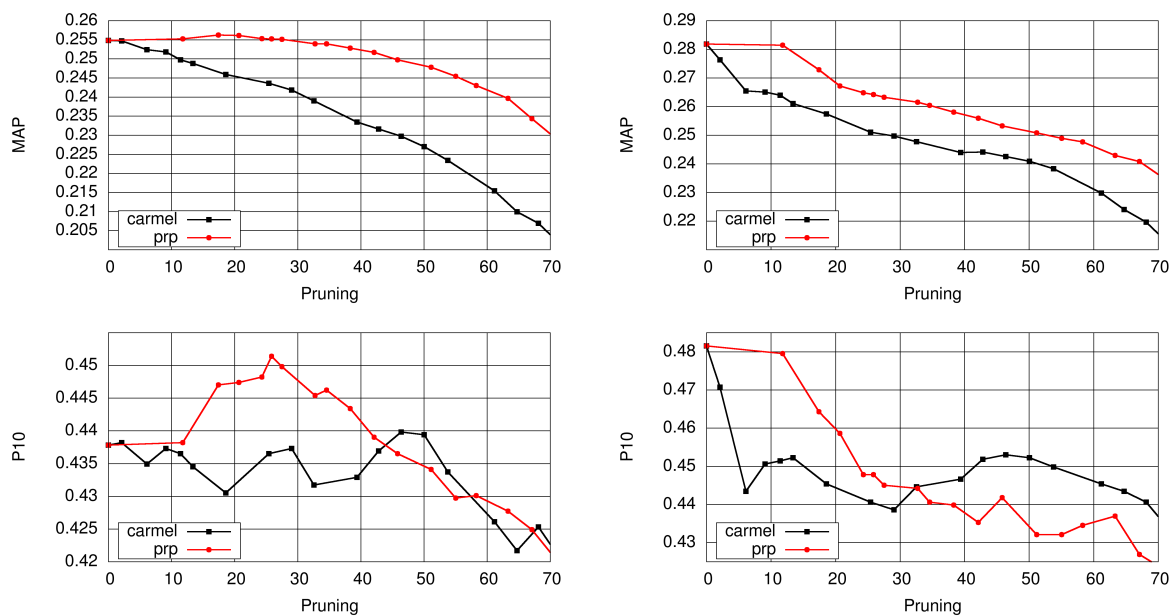 0.26
0.255
0.25
0.245
0.24
0.235
0.23
0.225
0.22
0.215
0.21
0.205
MAP
carmel
prp
0 10 20 30 40 50 60 70
Pruning
0.29
0.28
0.27
0.26
0.25
0.24
0.23
0.22
MAP
carmel
prp
0 10 20 30 40 50 60 70
Pruning
0.45
0.445
0.44
0.435
0.43
0.425
0.42
P10
carmel
prp
0 10 20 30 40 50 60 70
Pruning
0.48
0.47
0.46
0.45
0.44
0.43
P10
carmel
prp
0 10 20 30 40 50 60 70
Pruning